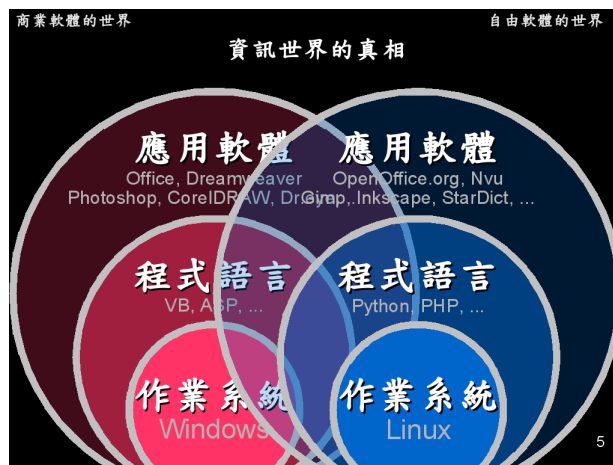 商業軟體的世界
自由軟體的世界
資訊世界的真相
應用軟體
Office, Dreamweaver
Photoshop, CorelDRAW, Dr.eye, ..
應用軟體
OpenOffice.org, Nvu
Gimp, Inkscape, StarDict, ...
程式語言
VB, ASP, ...
程式語言
Python, PHP, ...
作業系統
Windows
作業系統
Linux
5